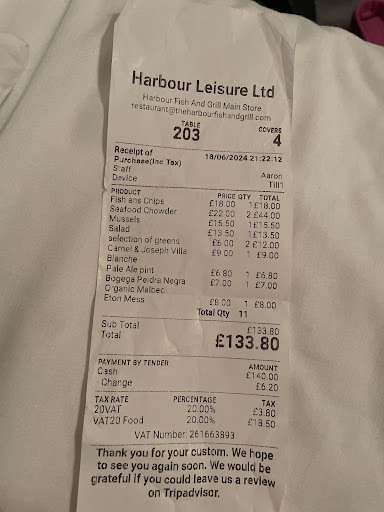 Harbour Leisure Ltd
Harbour Fish And Grill Main Store
restaurant@theharbourfishandgrill.com
TABLE COVERS
203 4
Receipt of
Purchase(Inc Tax) 18/06/2024 21:22:12
Staff Aaron
Device Till1
PRODUCT PRICE QTY TOTAL
Fish ans Chips £18.00 1 £18.00
Seafood Chowder £22.00 2 £44.00
Mussels £15.50 1 £15.50
Salad £13.50 1 £13.50
selection of greens £6.00 2 £12.00
Camel & Joseph Villa £9.00 1 £9.00
Blanche
Pale Ale pint £6.80 1 £6.80
Bogega Peidra Negra £7.00 1 £7.00
Organic Malbec
Eton Mess £8.00 1 £8.00
Total Qty 11
Sub Total £133.80
Total £133.80
PAYMENT BY TENDER AMOUNT
Cash £140.00
Change £6.20
TAX RATE PERCENTAGE TAX
20VAT 20.00% £3.80
VAT20 Food 20.00% £18.50
VAT Number: 261663893
Thank you for your custom. We hope
to see you again soon. We would be
grateful if you could leave us a review
on Tripadvisor.